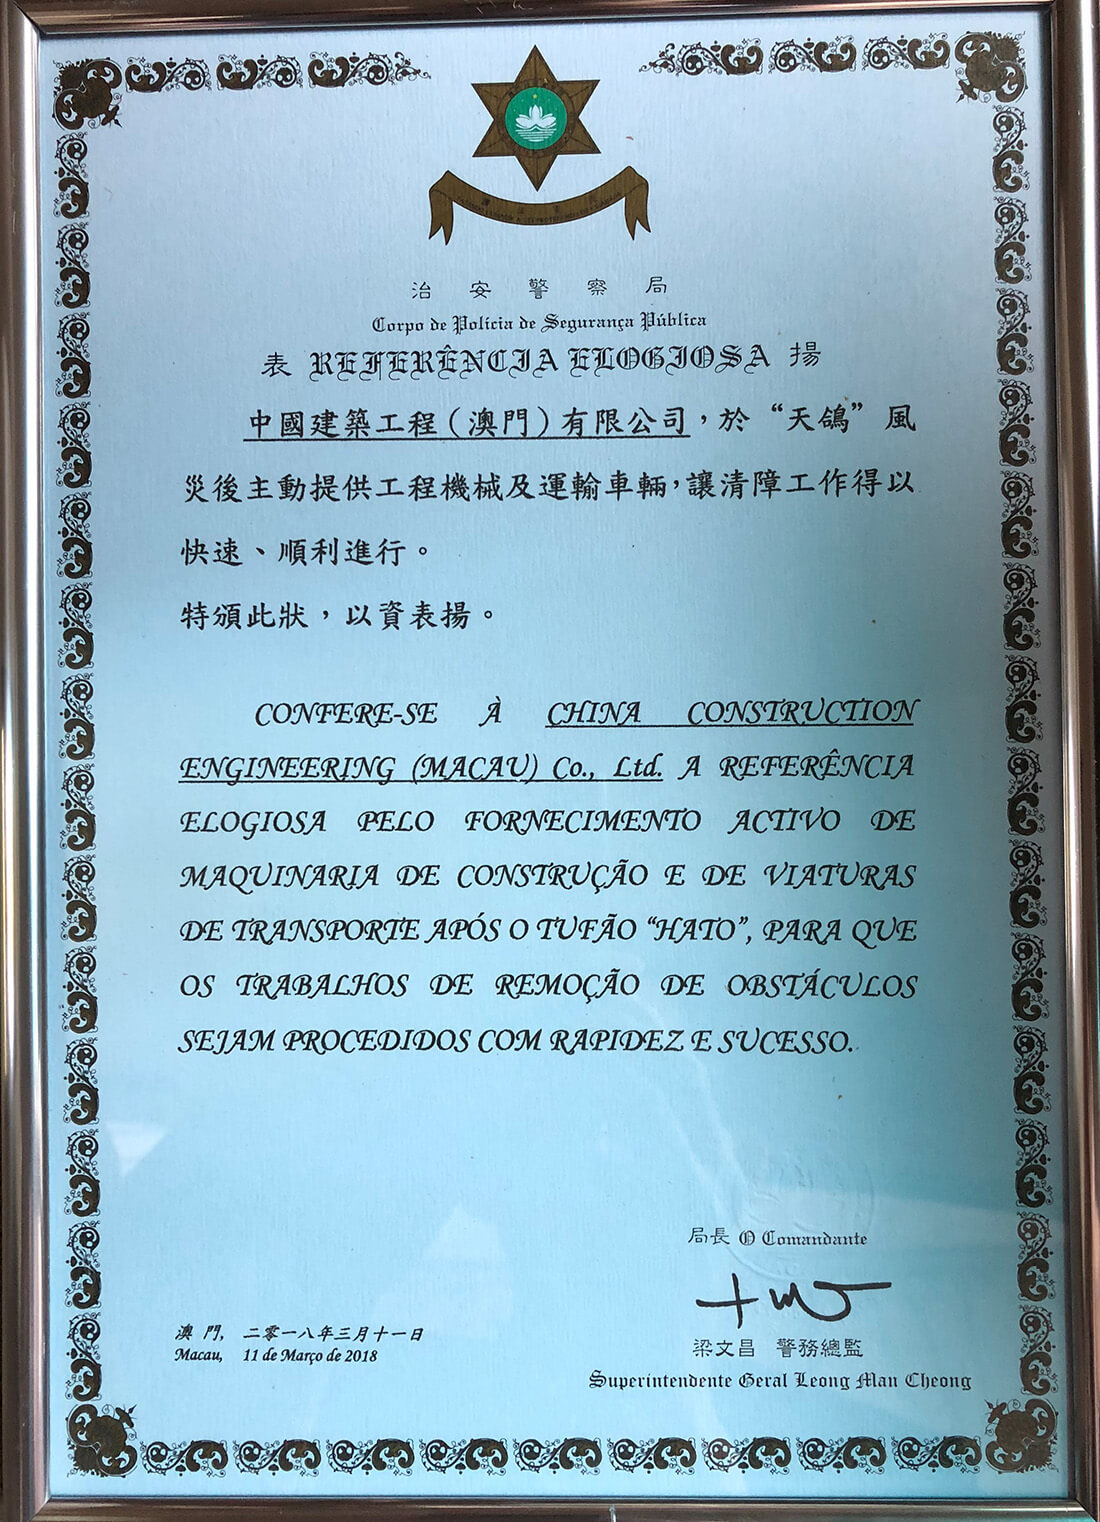 治安警察局
Corpo de Polícia de Segurança Pública
表 REFERÊNCIA ELOGIOSA 揚
中國建築工程（澳門）有限公司，於“天鴿”風
災後主動提供工程機械及運輸車輛，讓清障工作得以
快速、順利進行。
特頒此狀，以資表揚。
CONFERE-SE À CHINA CONSTRUCTION
ENGINEERING (MACAU) Co., Ltd. A REFERÊNCIA
ELOGIOSA PELO FORNECIMENTO ACTIVO DE
MAQUINARIA DE CONSTRUÇÃO E DE VIATURAS
DE TRANSPORTE APÓS O TUFÃO “HATO”, PARA QUE
OS TRABALHOS DE REMOÇÃO DE OBSTÁCULOS
SEJAM PROCEDIDOS COM RAPIDEZ E SUCESSO.
局長 O Comandante
梁文昌 警務總監
Superintendente Geral Leong Man Cheong
澳門, 二零一八年三月十一日
Macau, 11 de Março de 2018